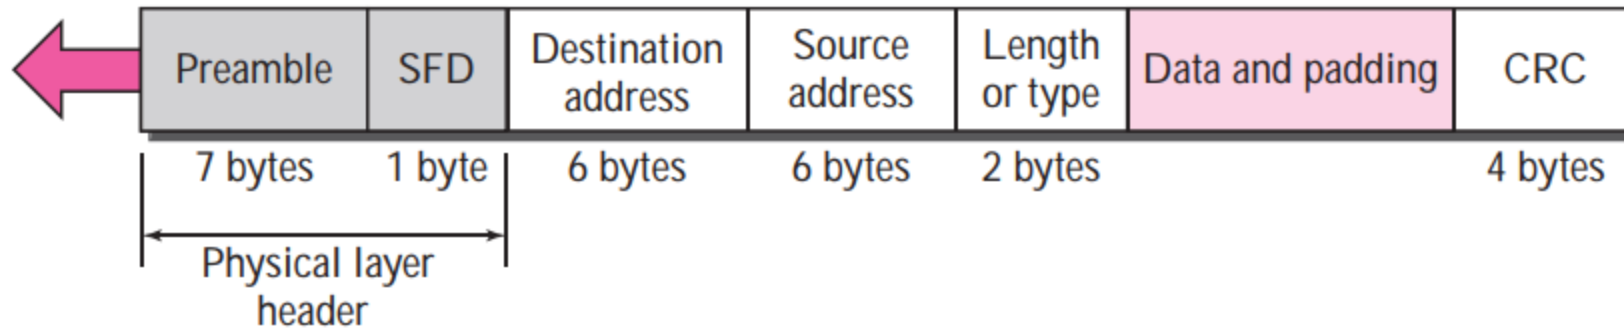 Preamble
SFD
Destination
address
Source
address
Length
or type
Data and padding
CRC
7 bytes
1 byte
6 bytes
6 bytes
2 bytes
4 bytes
Physical layer
header